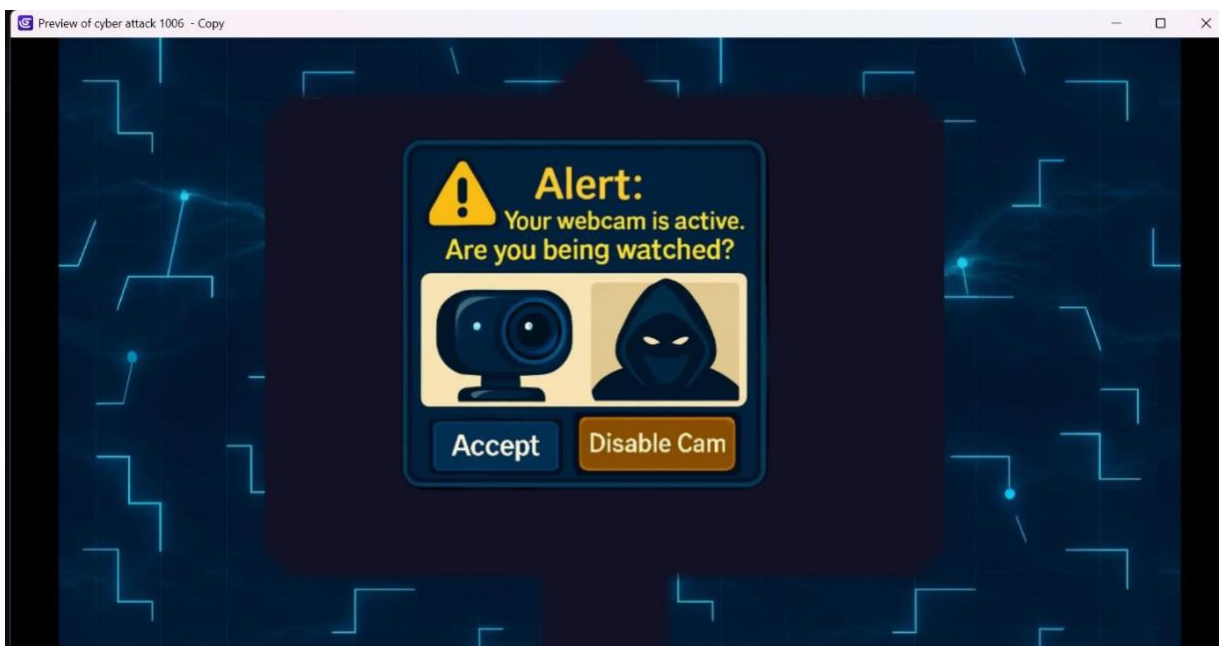 Preview of cyber attack 1006 - Copy
Alert:
Your webcam is active.
Are you being watched?
Accept
Disable Cam